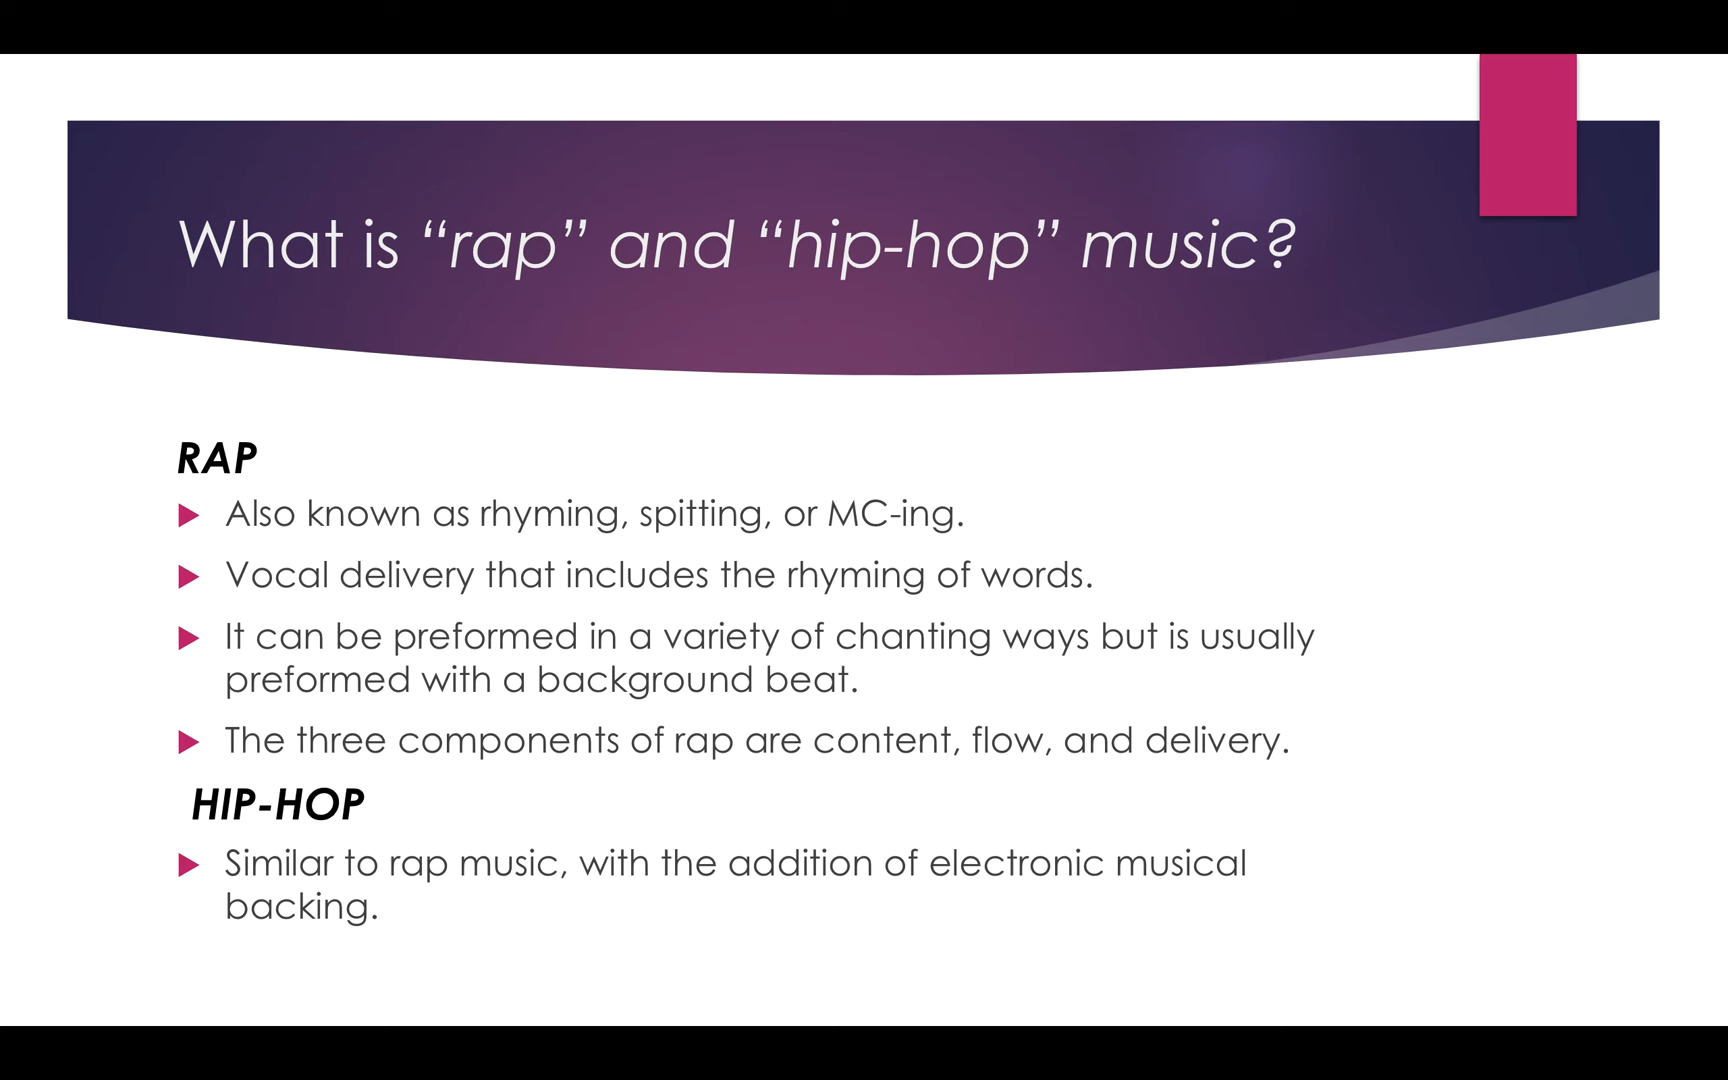 What is “rap” and “hip-hop” music?
RAP
Also known as rhyming, spitting, or MC-ing.
Vocal delivery that includes the rhyming of words.
It can be preformed in a variety of chanting ways but is usually
preformed with a background beat.
The three components of rap are content, flow, and delivery.
HIP-HOP
Similar to rap music, with the addition of electronic musical
backing.